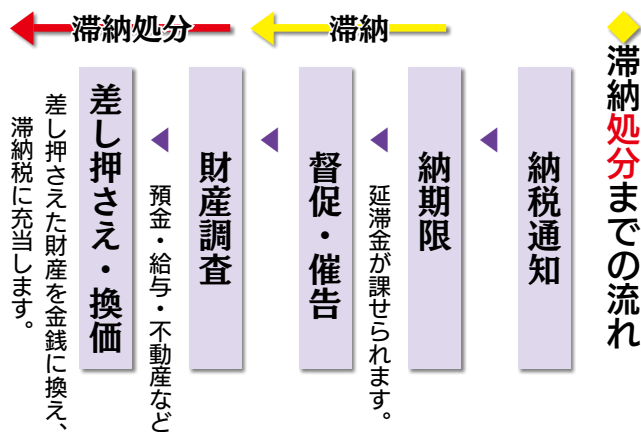 ◆滞納処分までの流れ
納税通知
納期限
延滞金が課せられます。
督促・催告
財産調査
預金・給与・不動産など
差し押さえ・換価
差し押さえた財産を金銭に換え、
滞納税に充当します。
滞納
滞納処分